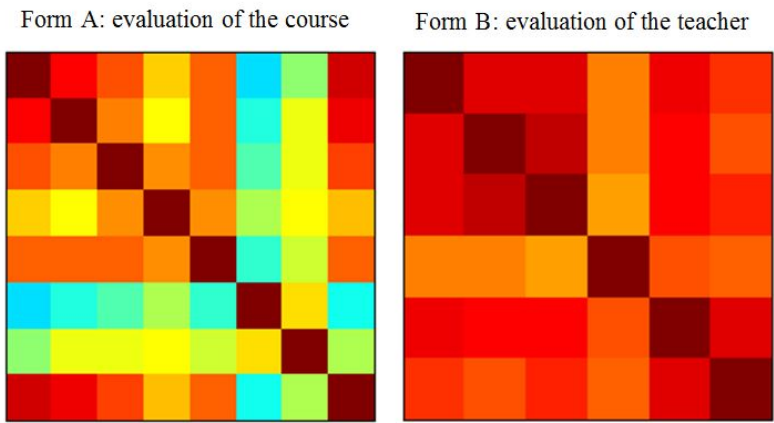 Form A: evaluation of the course
Form B: evaluation of the teacher